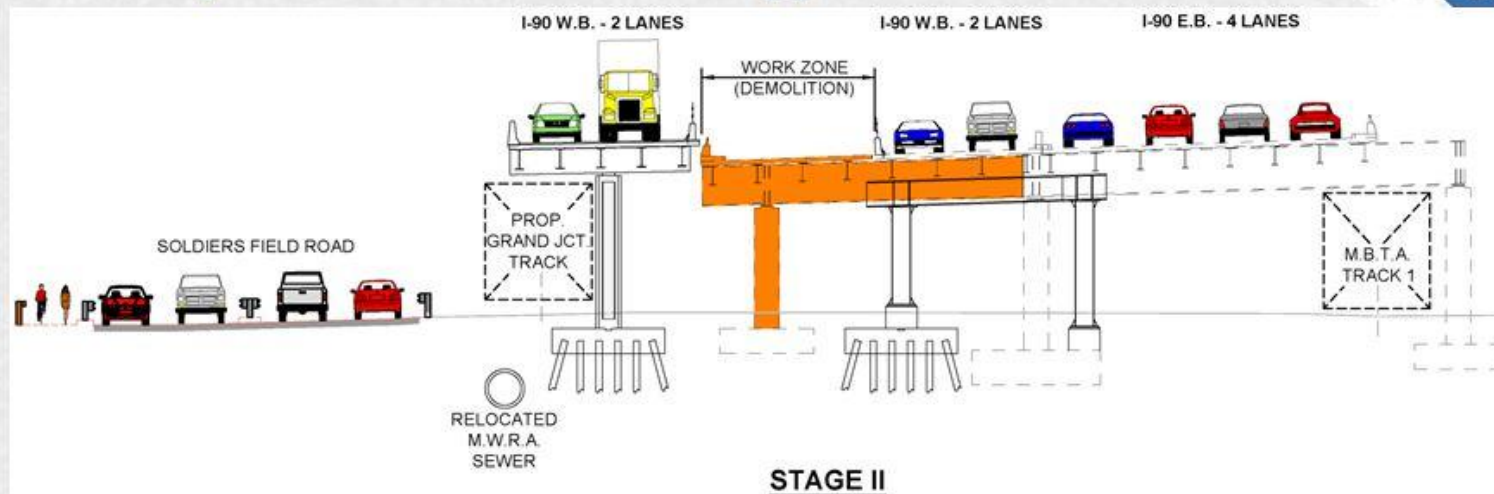 I-90 W.B. - 2 LANES
I-90 W.B. - 2 LANES
I-90 E.B. - 4 LANES
WORK ZONE
(DEMOLITION)
PROP.
GRAND JCT.
TRACK
SOLDIERS FIELD ROAD
M.B.T.A.
TRACK 1
RELOCATED
M.W.R.A.
SEWER
STAGE II